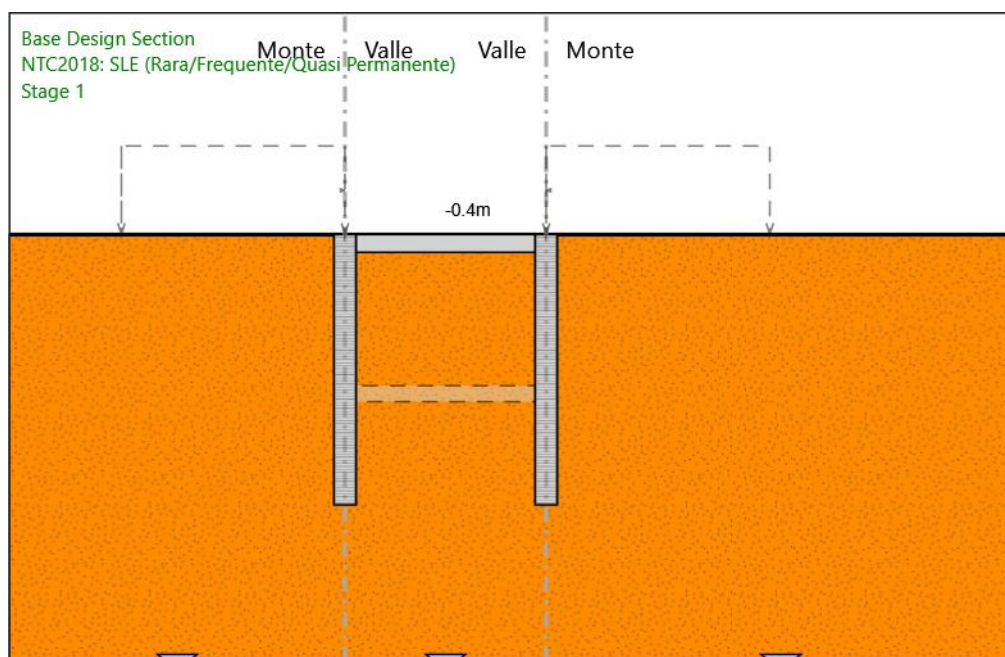 Base Design Section
Monte Valle Valle Monte
NTC2018: SLE (Rara/Frequente/Quasi Permanente)
Stage 1
-0.4m